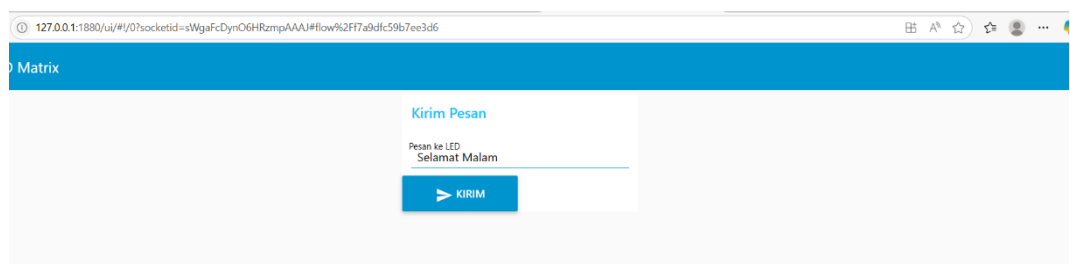 127.0.0.1:1880/ui/#!/0?socketid=sWgaFcDynO6HRzmpAAAJ#flow%2Ff7a9dfc59b7ee3d6
Matrix
Kirim Pesan
Pesan ke LED
Selamat Malam
KIRIM